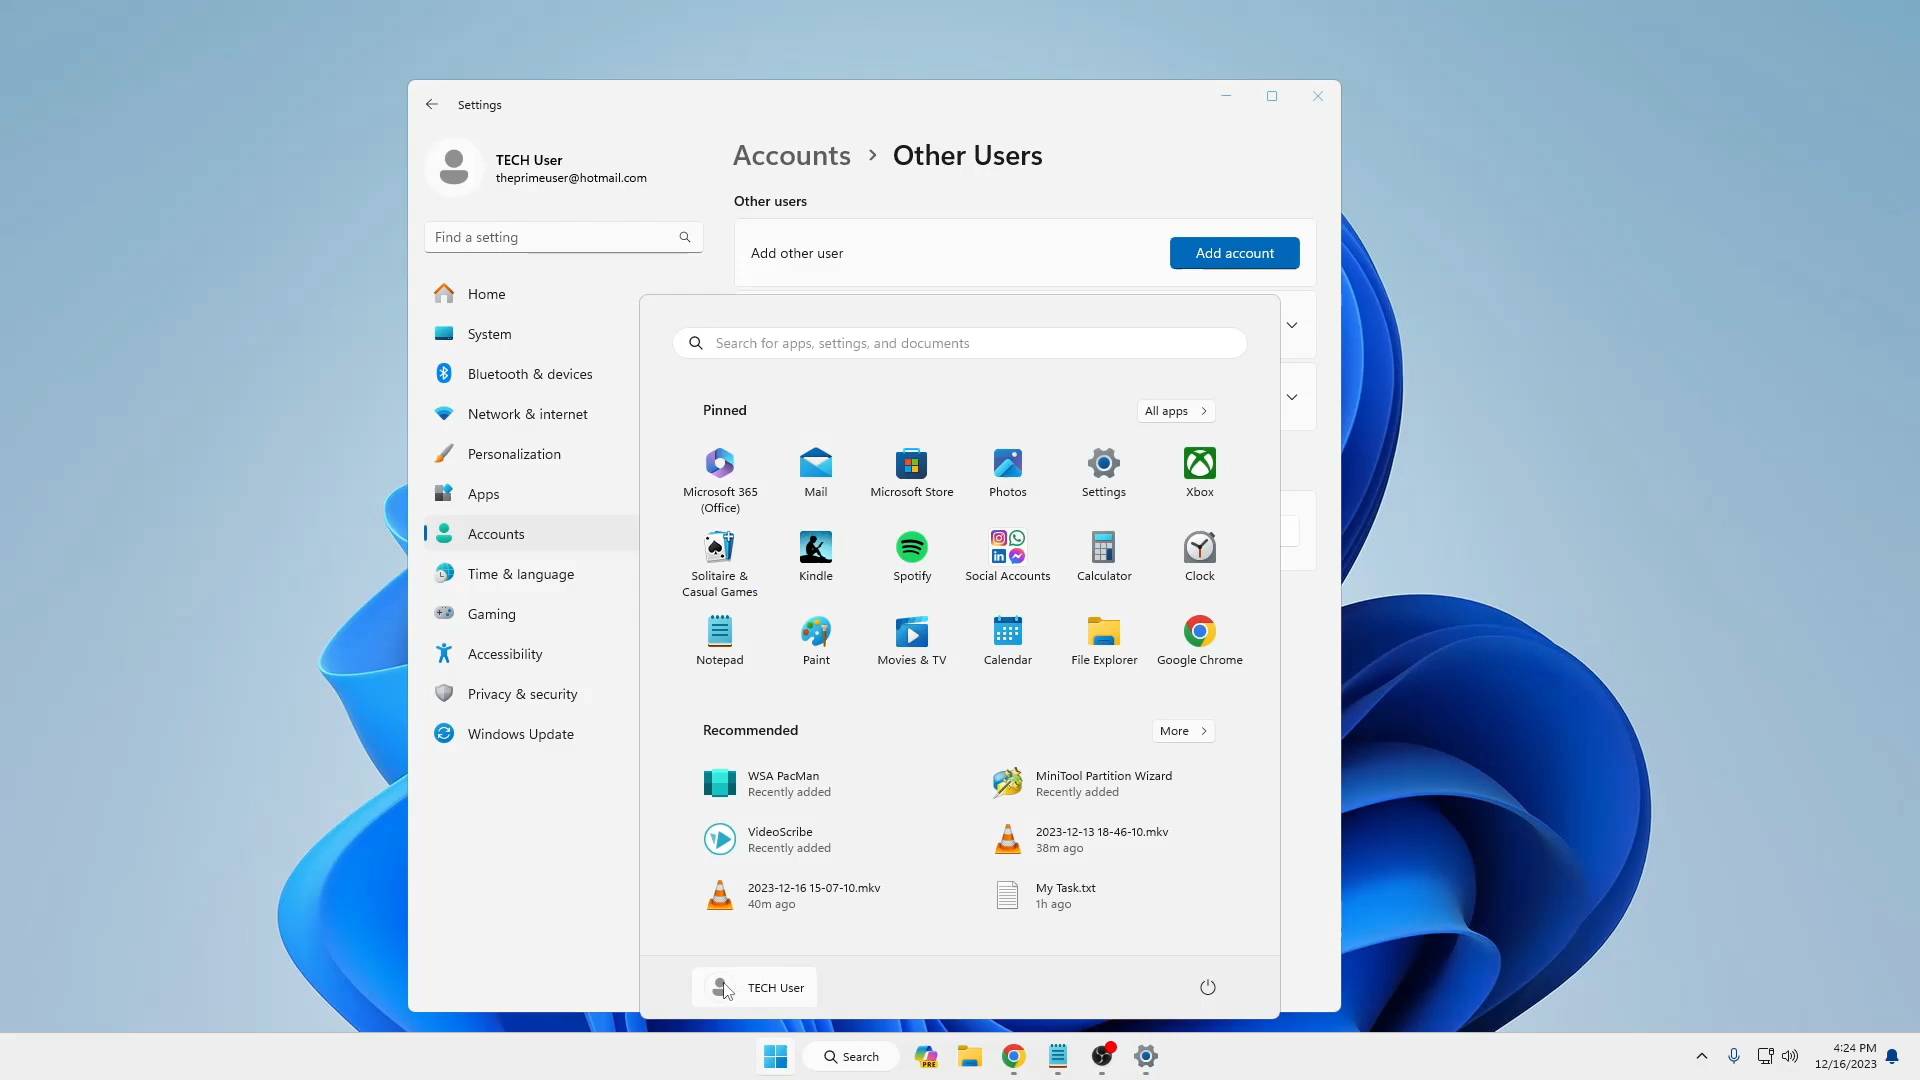 Settings
TECH User
theprimeuser@hotmail.com
Find a setting
Home
System
Bluetooth & devices
Network & internet
Personalization
Apps
Accounts
Time & language
Gaming
Accessibility
Privacy & security
Windows Update
Accounts > Other Users
Other users
Add other user
Add account
Search for apps, settings, and documents
Pinned
All apps >
Microsoft 365
(Office)
Mail
Microsoft Store
Photos
Settings
Xbox
Solitaire &
Casual Games
Kindle
Spotify
Social Accounts
Calculator
Clock
Notepad
Paint
Movies & TV
Calendar
File Explorer
Google Chrome
Recommended
More >
WSA PacMan
Recently added
MiniTool Partition Wizard
Recently added
VideoScribe
Recently added
2023-12-13 18-46-10.mkv
38m ago
2023-12-16 15-07-10.mkv
40m ago
My Task.txt
1h ago
TECH User
Search
PRE
4:24 PM
12/16/2023